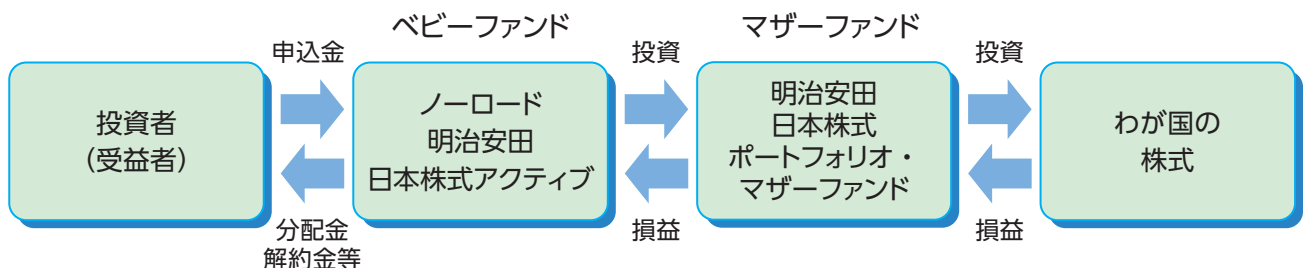 ベビーファンド
マザーファンド
申込金
投資
投資
投資者
(受益者)
ノーロード
明治安田
日本株式アクティブ
明治安田
日本株式
ポートフォリオ・
マザーファンド
わが国の
株式
分配金
解約金等
損益
損益